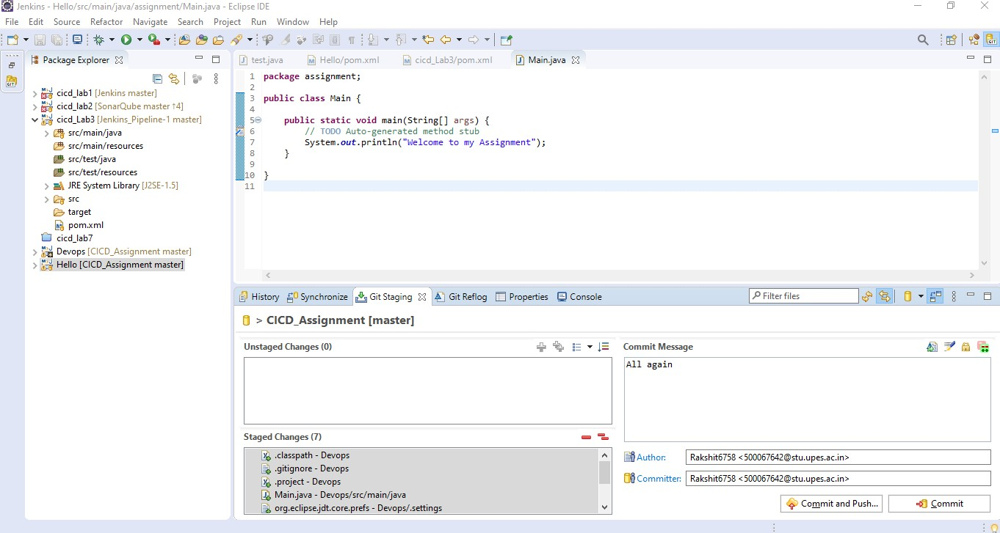 Jenkins - Hello/src/main/java/assignment/Main.java - Eclipse IDE
File Edit Source Refactor Navigate Search Project Run Window Help
Package Explorer
cicd_lab1 [Jenkins master]
cicd_lab2 [SonarQube master ↑4]
cicd_Lab3 [Jenkins_Pipeline-1 master]
src/main/java
src/main/resources
src/test/java
src/test/resources
JRE System Library [J2SE-1.5]
src
target
pom.xml
cicd_lab7
Devops [CICD_Assignment master]
Hello [CICD_Assignment master]
test.java Hello/pom.xml cicd_Lab3/pom.xml Main.java
1 package assignment;
2
3 public class Main {
4
5 public static void main(String[] args) {
6 // TODO Auto-generated method stub
7 System.out.println("Welcome to my Assignment");
8 }
9
10 }
11
History Synchronize Git Staging Git Reflog Properties Console
Filter files
> CICD_Assignment [master]
Unstaged Changes (0)
Staged Changes (7)
.classpath - Devops
.gitignore - Devops
.project - Devops
Main.java - Devops/src/main/java
org.eclipse.jdt.core.prefs - Devops/.settings
Commit Message
All again
Author: Rakshit6758 <500067642@stu.upes.ac.in>
Committer: Rakshit6758 <500067642@stu.upes.ac.in>
Commit and Push... Commit